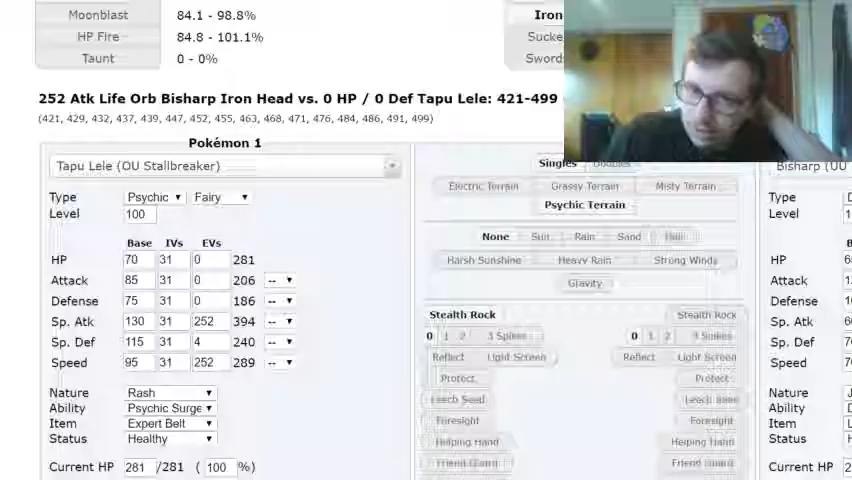 Moonblast 84.1 - 98.8% Iron
HP Fire 84.8 - 101.1% Sucke
Taunt 0 - 0% Sword
252 Atk Life Orb Bisharp Iron Head vs. 0 HP / 0 Def Tapu Lele: 421-499
(421, 429, 432, 437, 439, 447, 452, 455, 463, 468, 471, 476, 484, 486, 491, 499)
Pokémon 1
Tapu Lele (OU Stallbreaker)
Type Psychic Fairy
Level 100
Base IVs EVs
HP 70 31 0 281
Attack 85 31 0 206 --
Defense 75 31 0 186 --
Sp. Atk 130 31 252 394 --
Sp. Def 115 31 4 240 --
Speed 95 31 252 289 --
Nature Rash
Ability Psychic Surge
Item Expert Belt
Status Healthy
Current HP 281 /281 ( 100 %)
Singles Doubles
Electric Terrain Grassy Terrain Misty Terrain
Psychic Terrain
None Sun Rain Sand Hail
Harsh Sunshine Heavy Rain Strong Winds
Gravity
Stealth Rock Stealth Rock
0 1 2 3 Spikes 0 1 2 3 Spikes
Reflect Light Screen Reflect Light Screen
Protect Protect
Leech Seed Leech Seed
Foresight Foresight
Helping Hand Helping Hand
Friend Guard Friend Guard
Bisharp (OU
Type
Level
HP
Attack
Defense
Sp. Atk
Sp. Def
Speed
Nature
Ability
Item
Status
Current HP